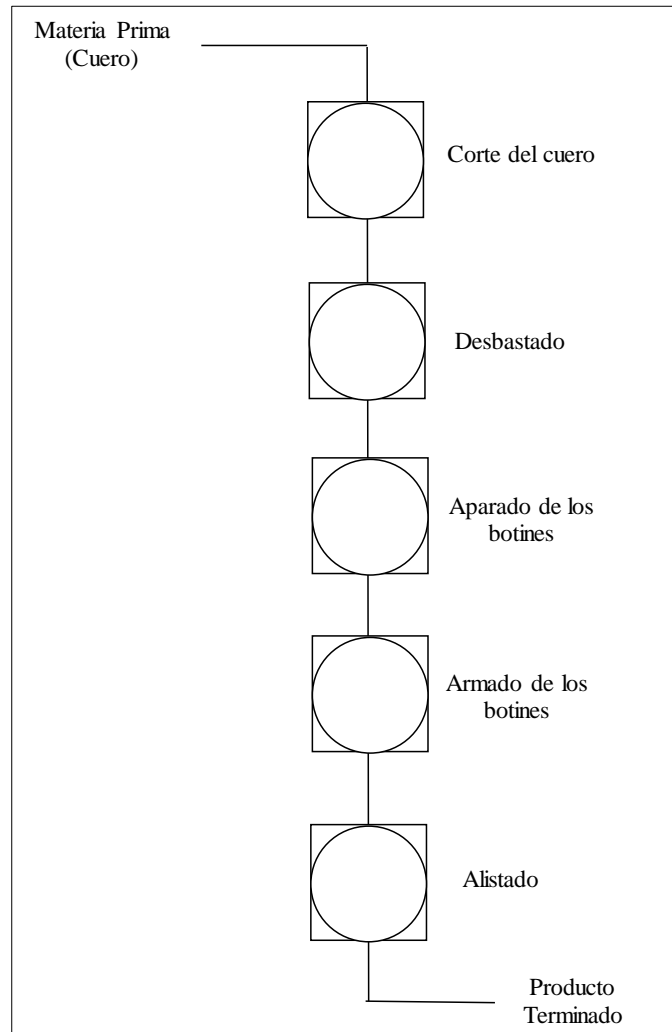 Materia Prima
(Cuero)
Corte del cuero
Desbastado
Aparado de los
botines
Armado de los
botines
Alistado
Producto
Terminado